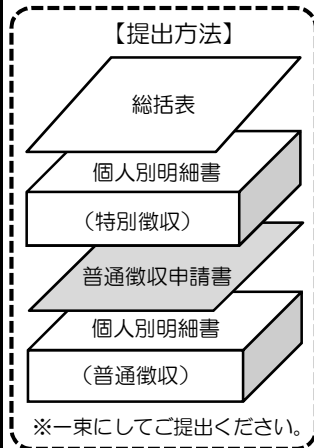 【提出方法】
総括表
個人別明細書
（特別徴収）
普通徴収申請書
個人別明細書
（普通徴収）
※一束にしてご提出ください。